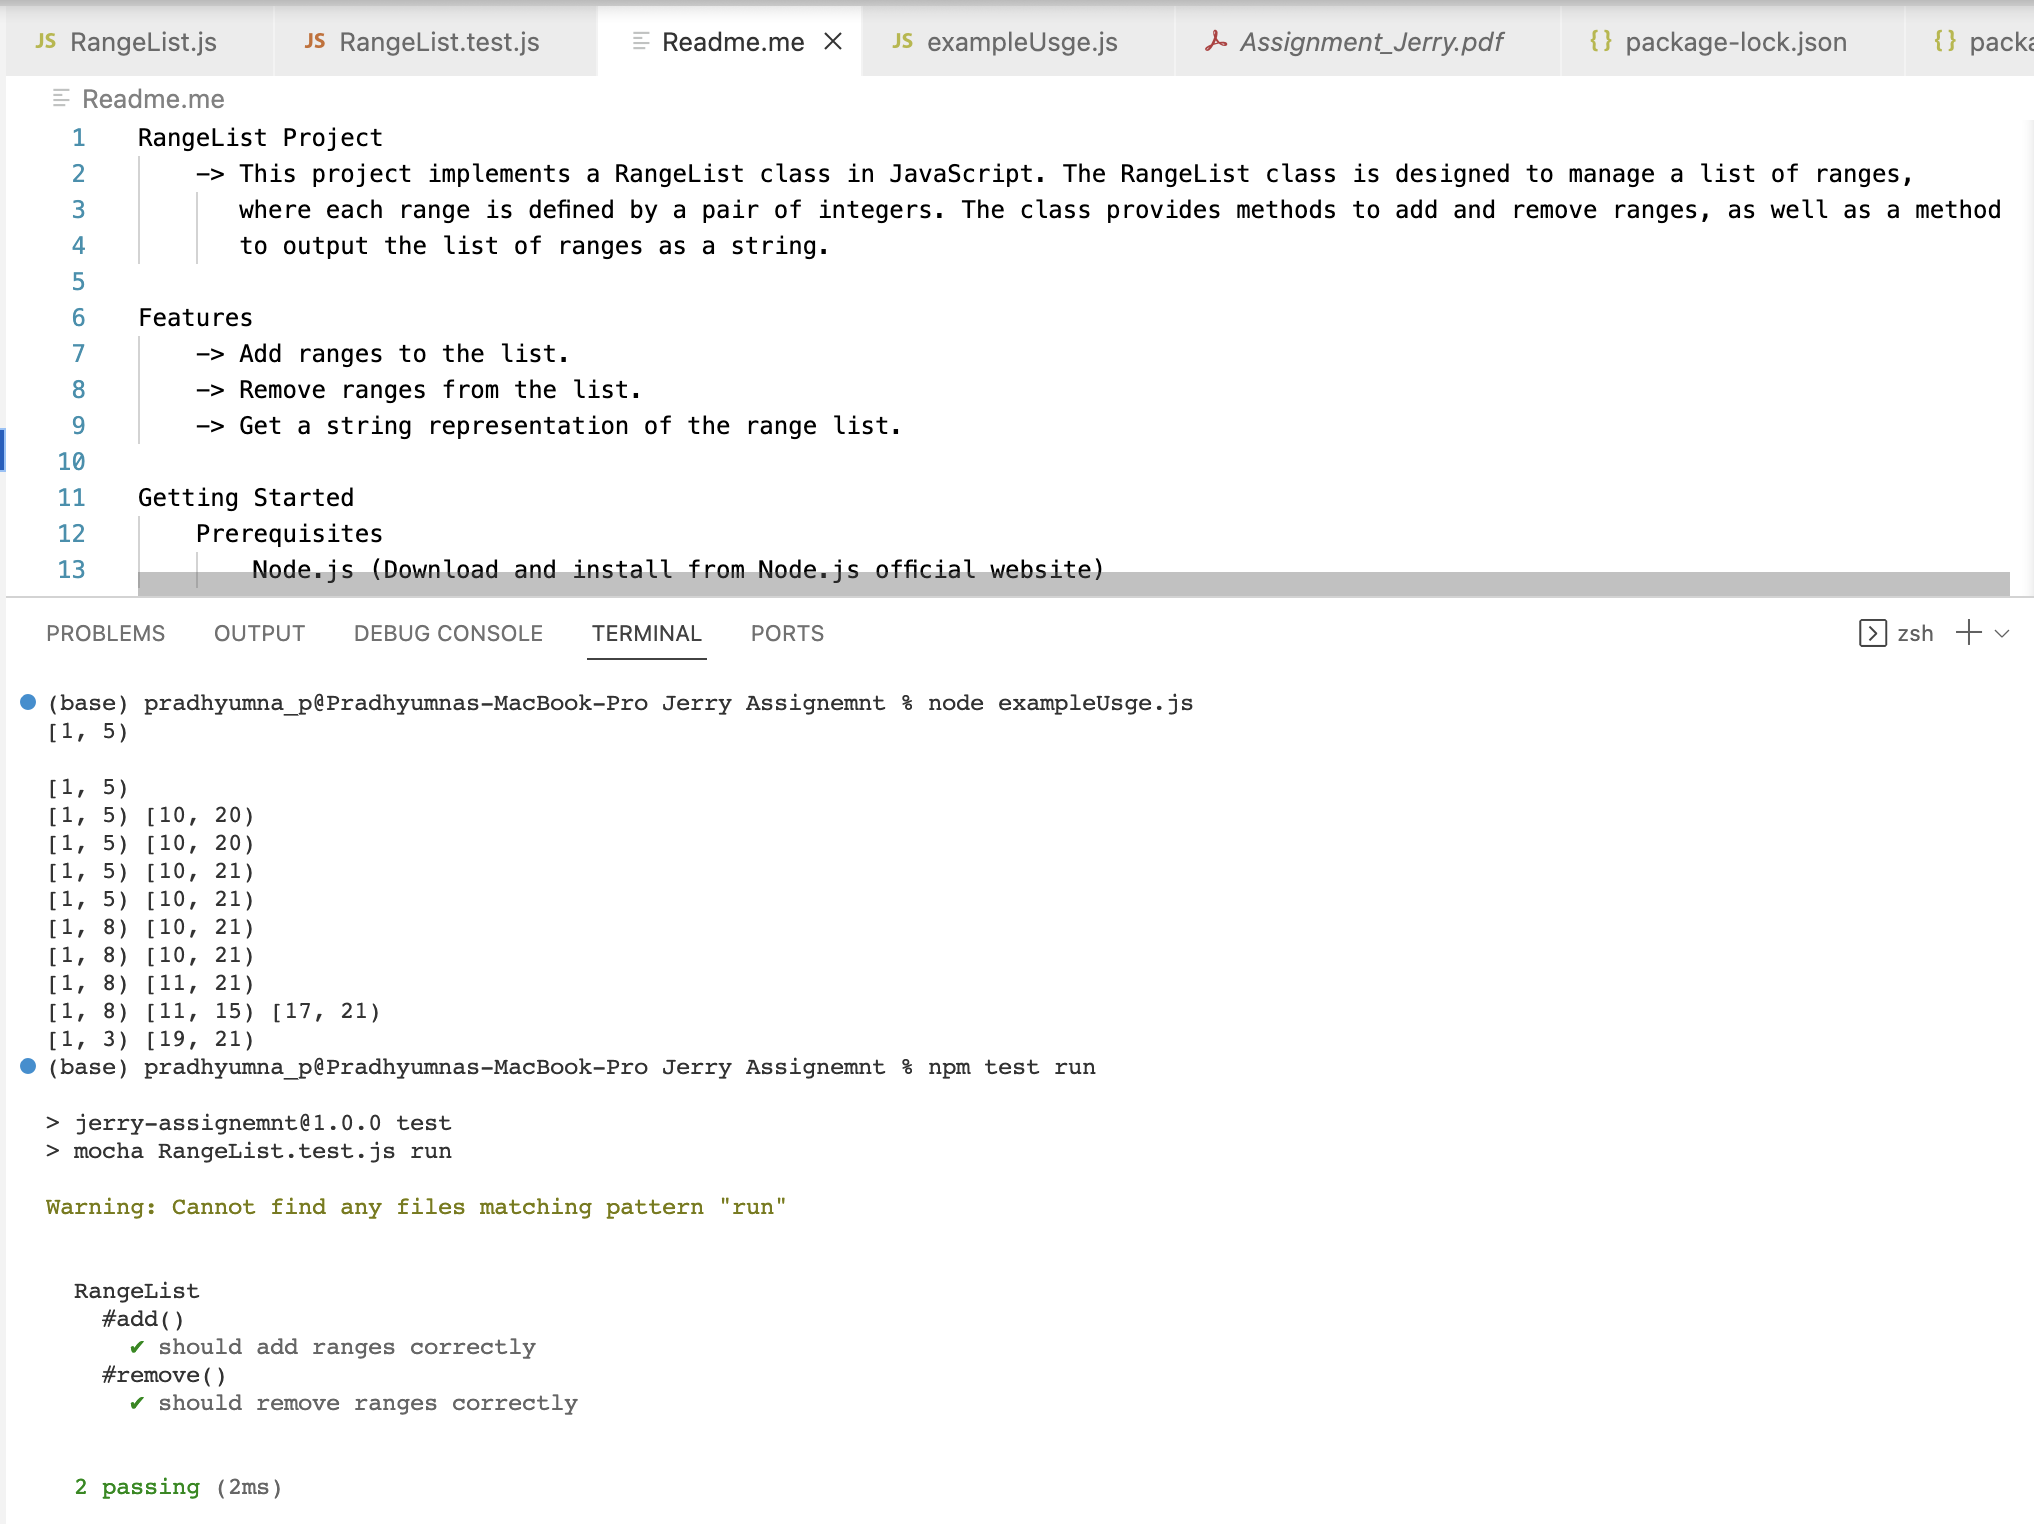 JS RangeList.js JS RangeList.test.js Readme.me JS exampleUsge.js Assignment_Jerry.pdf {} package-lock.json {} packa
Readme.me
1 RangeList Project
2 -> This project implements a RangeList class in JavaScript. The RangeList class is designed to manage a list of ranges,
3 where each range is defined by a pair of integers. The class provides methods to add and remove ranges, as well as a method
4 to output the list of ranges as a string.
5
6 Features
7 -> Add ranges to the list.
8 -> Remove ranges from the list.
9 -> Get a string representation of the range list.
10
11 Getting Started
12 Prerequisites
13 Node.js (Download and install from Node.js official website)
PROBLEMS OUTPUT DEBUG CONSOLE TERMINAL PORTS zsh
(base) pradhyumna_p@Pradhyumnas-MacBook-Pro Jerry Assignemnt % node exampleUsge.js
[1, 5)
[1, 5)
[1, 5) [10, 20)
[1, 5) [10, 20)
[1, 5) [10, 21)
[1, 5) [10, 21)
[1, 8) [10, 21)
[1, 8) [10, 21)
[1, 8) [11, 21)
[1, 8) [11, 15) [17, 21)
[1, 3) [19, 21)
(base) pradhyumna_p@Pradhyumnas-MacBook-Pro Jerry Assignemnt % npm test run
> jerry-assignemnt@1.0.0 test
> mocha RangeList.test.js run
Warning: Cannot find any files matching pattern "run"
RangeList
#add()
✔ should add ranges correctly
#remove()
✔ should remove ranges correctly
2 passing (2ms)